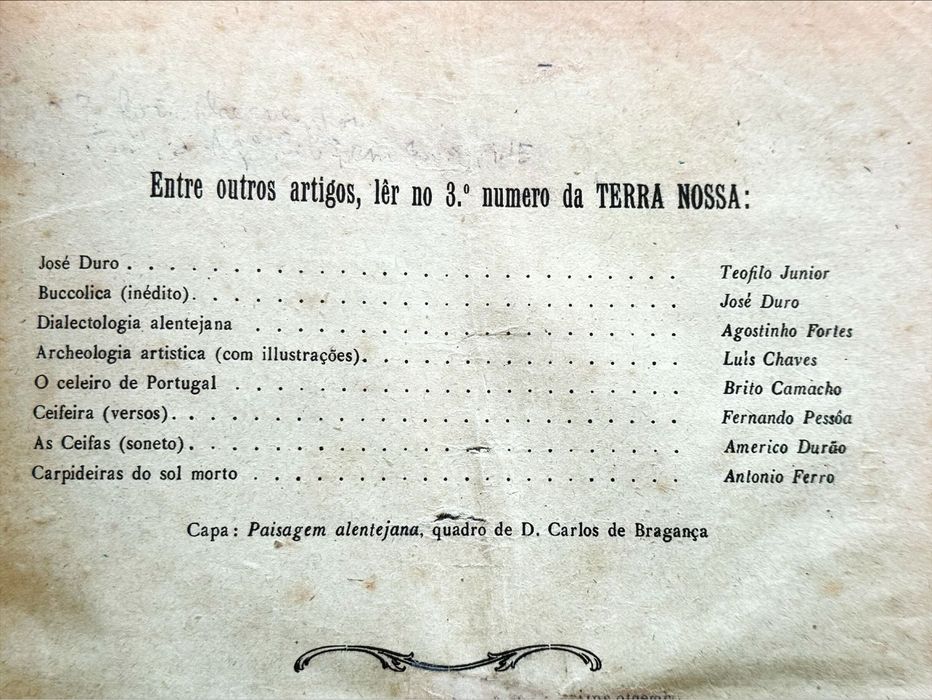 Entre outros artigos, lêr no 3.º numero da TERRA NOSSA:
José Duro . . . . . . . . . . . . . . . . . . . . . . . . . . Teofilo Junior
Buccolica (inédito). . . . . . . . . . . . . . . . . . . . . . . José Duro
Dialectologia alentejana . . . . . . . . . . . . . . . . . . . . Agostinho Fortes
Archeologia artistica (com illustrações). . . . . . . . . . . . . . . Luis Chaves
O celeiro de Portugal . . . . . . . . . . . . . . . . . . . . . Brito Camacho
Ceifeira (versos). . . . . . . . . . . . . . . . . . . . . . . . Fernando Pessôa
As Ceifas (soneto). . . . . . . . . . . . . . . . . . . . . . . Americo Durão
Carpideiras do sol morto . . . . . . . . . . . . . . . . . . . . Antonio Ferro
Capa : Paisagem alentejana, quadro de D. Carlos de Bragança